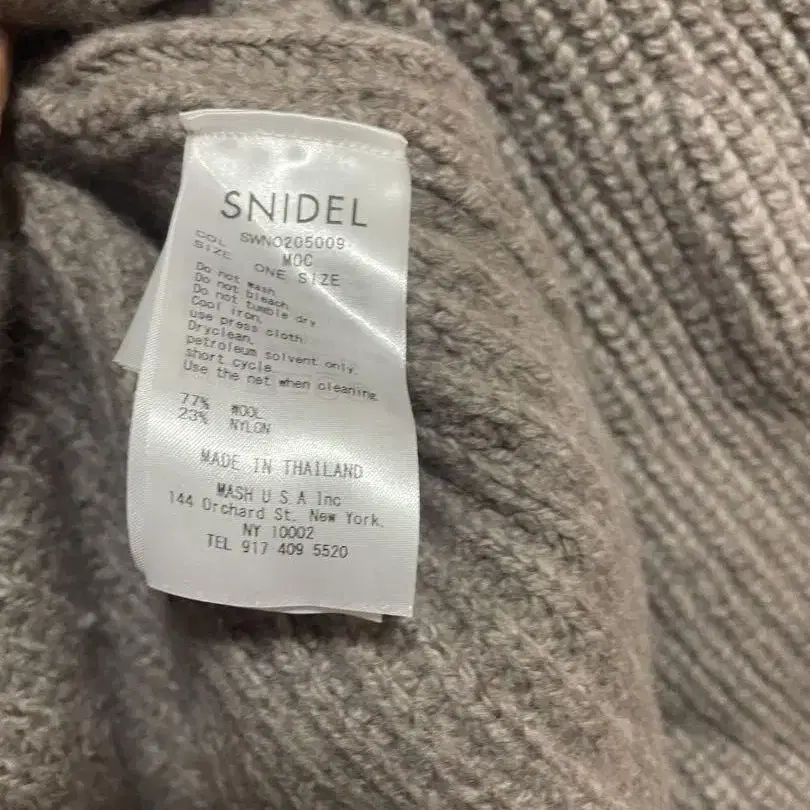 SNIDEL
SWNO205009
COL MOC
SIZE ONE SIZE
Do not wash.
Do not bleach.
Do not tumble dry
Cool iron,
use press cloth.
Dryclean,
petroleum solvent only.
short cycle
Use the net when cleaning.
77% WOOL
23% NYLON
MADE IN THAILAND
MASH U S A Inc
144 Orchard St. New York.
NY 10002
TEL 917 409 5520